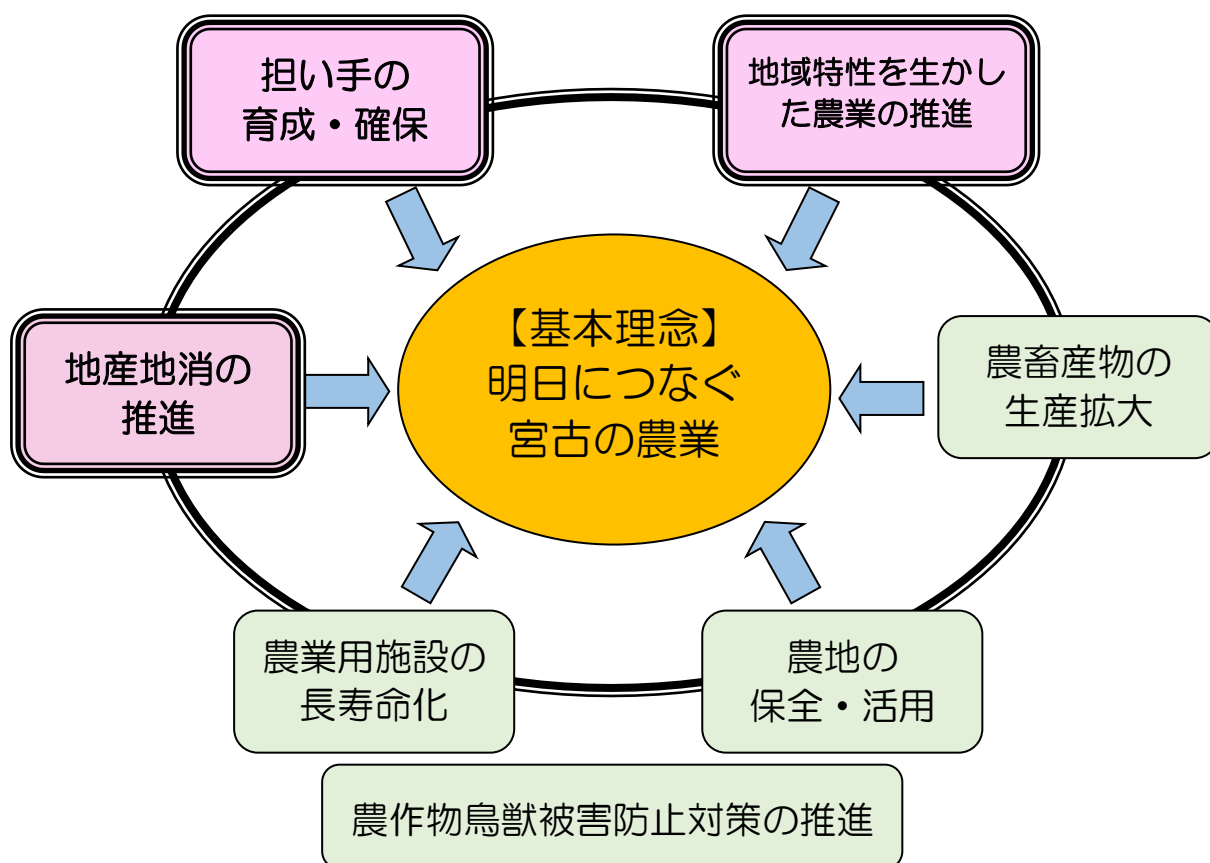 担い手の
育成・確保
地域特性を生かし
た農業の推進
【基本理念】
明日につなぐ
宮古の農業
地産地消の
推進
農畜産物の
生産拡大
農業用施設の
長寿命化
農地の
保全・活用
農作物鳥獣被害防止対策の推進